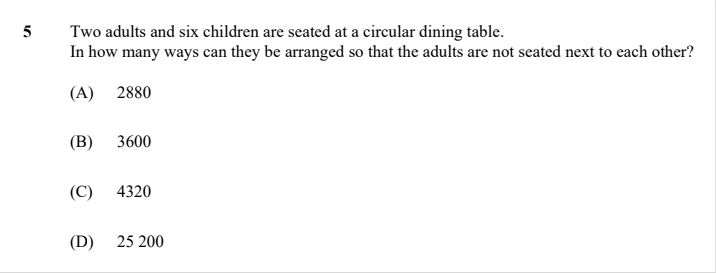 5 Two adults and six children are seated at a circular dining table.
In how many ways can they be arranged so that the adults are not seated next to each other?
(A) 2880
(B) 3600
(C) 4320
(D) 25 200